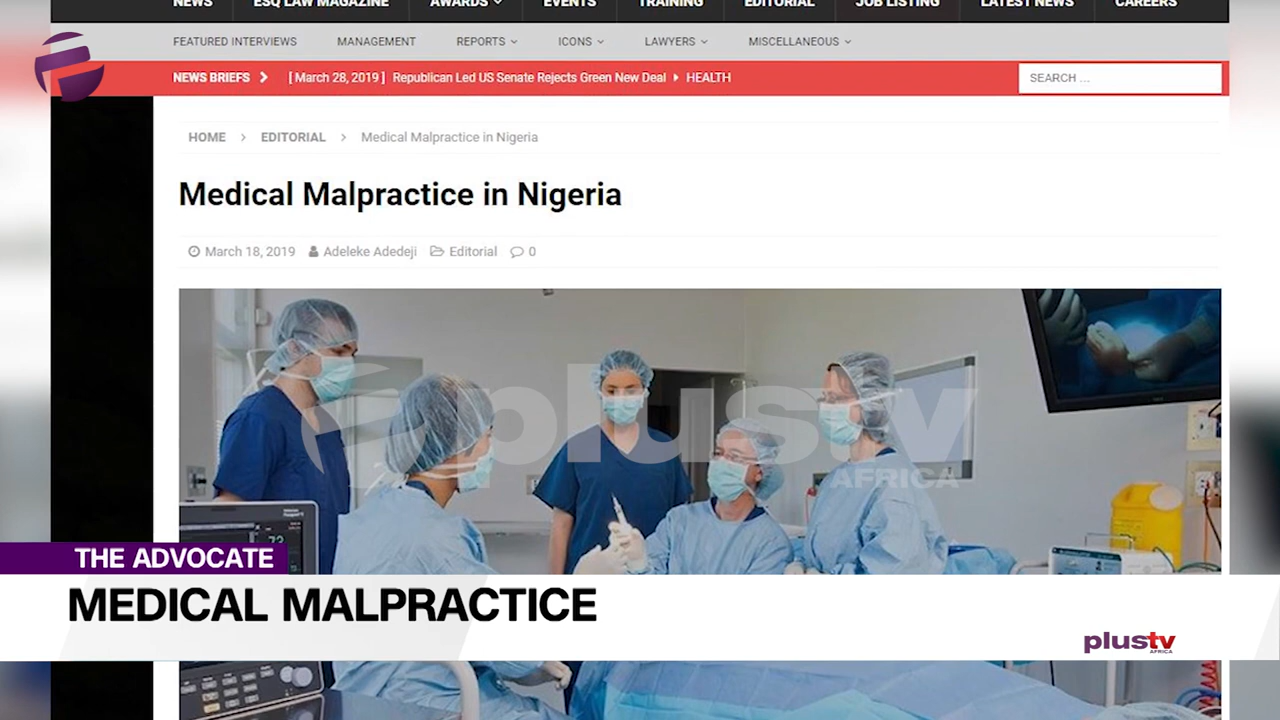 NEWS ESQ LAW MAGAZINE AWARDS EVENTS TRAINING EDITORIAL JOB LISTING LATEST NEWS CAREERS
FEATURED INTERVIEWS MANAGEMENT REPORTS ICONS LAWYERS MISCELLANEOUS
NEWS BRIEFS [ March 28, 2019 ] Republican Led US Senate Rejects Green New Deal HEALTH SEARCH ...
HOME EDITORIAL Medical Malpractice in Nigeria
Medical Malpractice in Nigeria
March 18, 2019 Adeleke Adedeji Editorial 0
plustv
AFRICA
THE ADVOCATE
MEDICAL MALPRACTICE
plustv
AFRICA